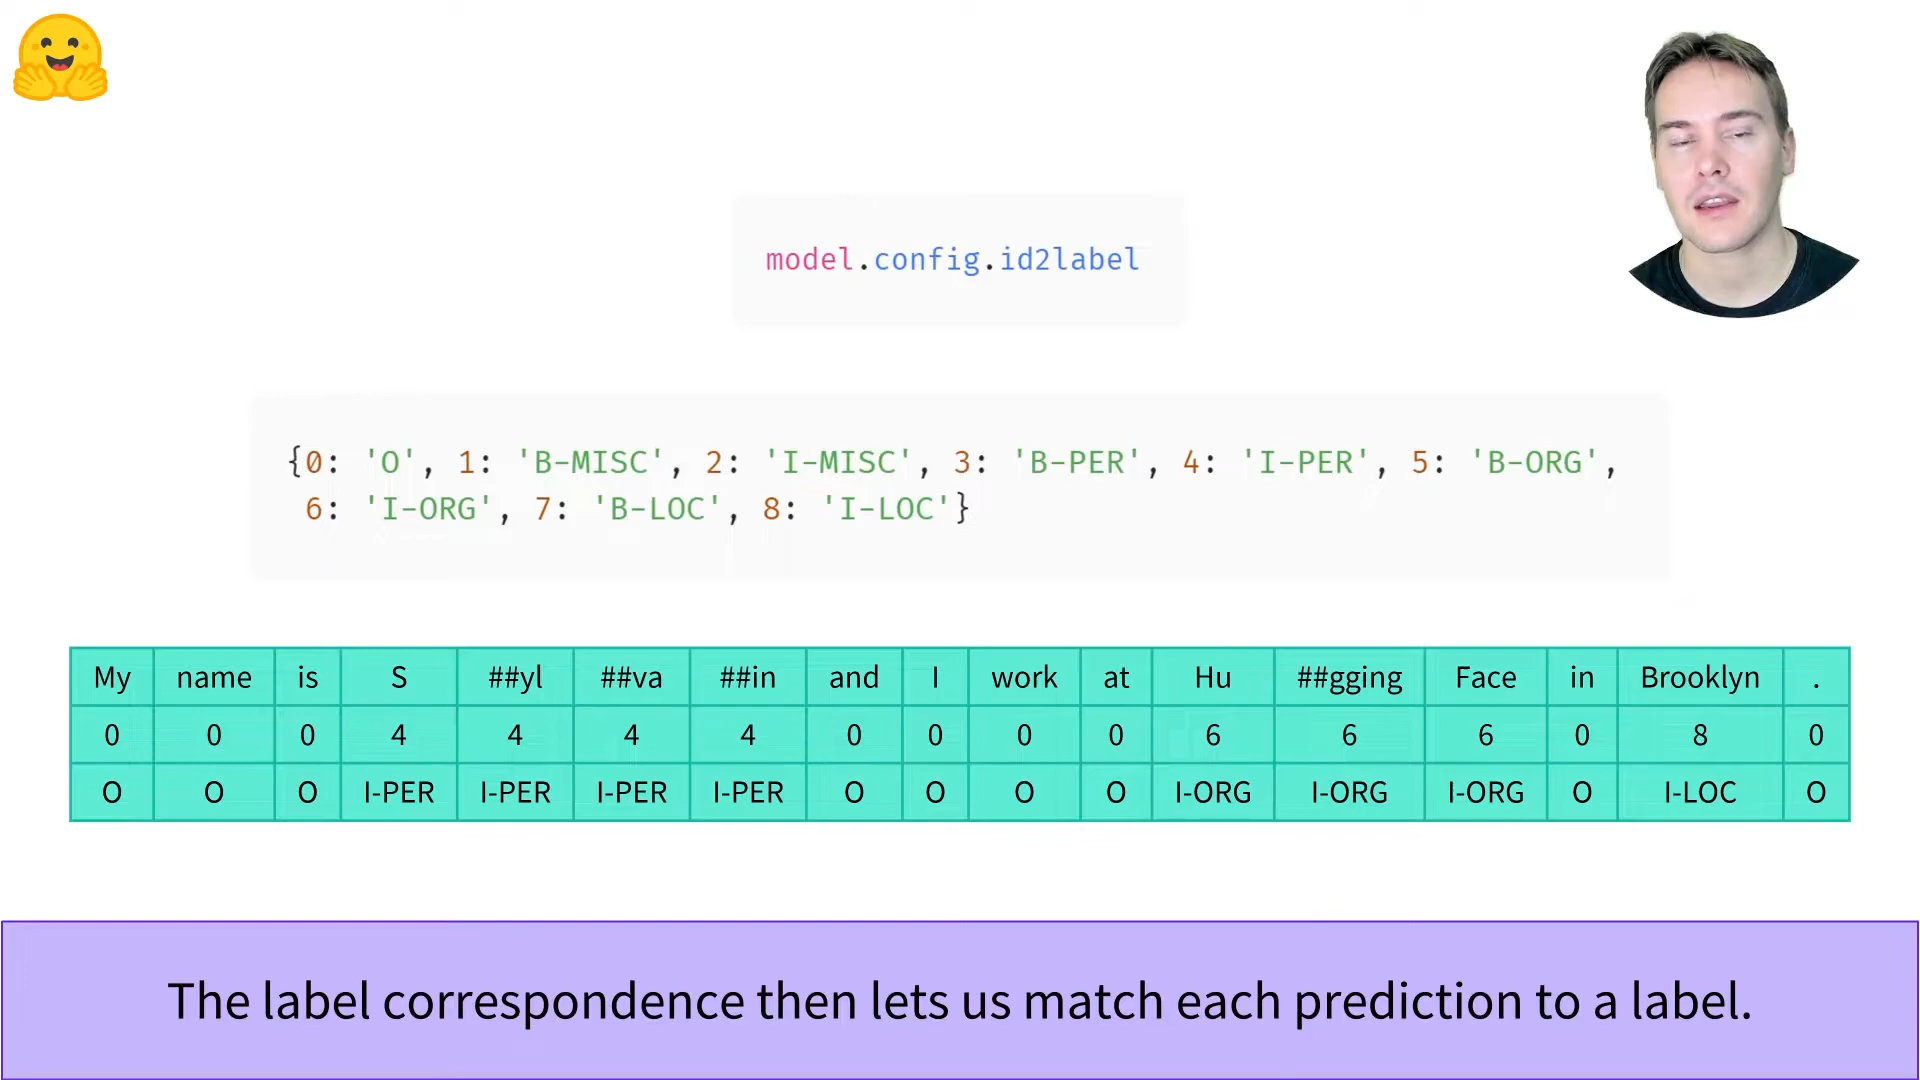 model.config.id2label
{0: 'O', 1: 'B-MISC', 2: 'I-MISC', 3: 'B-PER', 4: 'I-PER', 5: 'B-ORG',
6: 'I-ORG', 7: 'B-LOC', 8: 'I-LOC'}
My name is S ##yl ##va ##in and I work at Hu ##gging Face in Brooklyn .
0 0 0 4 4 4 4 0 0 0 0 6 6 6 0 8 0
O O O I-PER I-PER I-PER I-PER O O O O I-ORG I-ORG I-ORG O I-LOC O
The label correspondence then lets us match each prediction to a label.